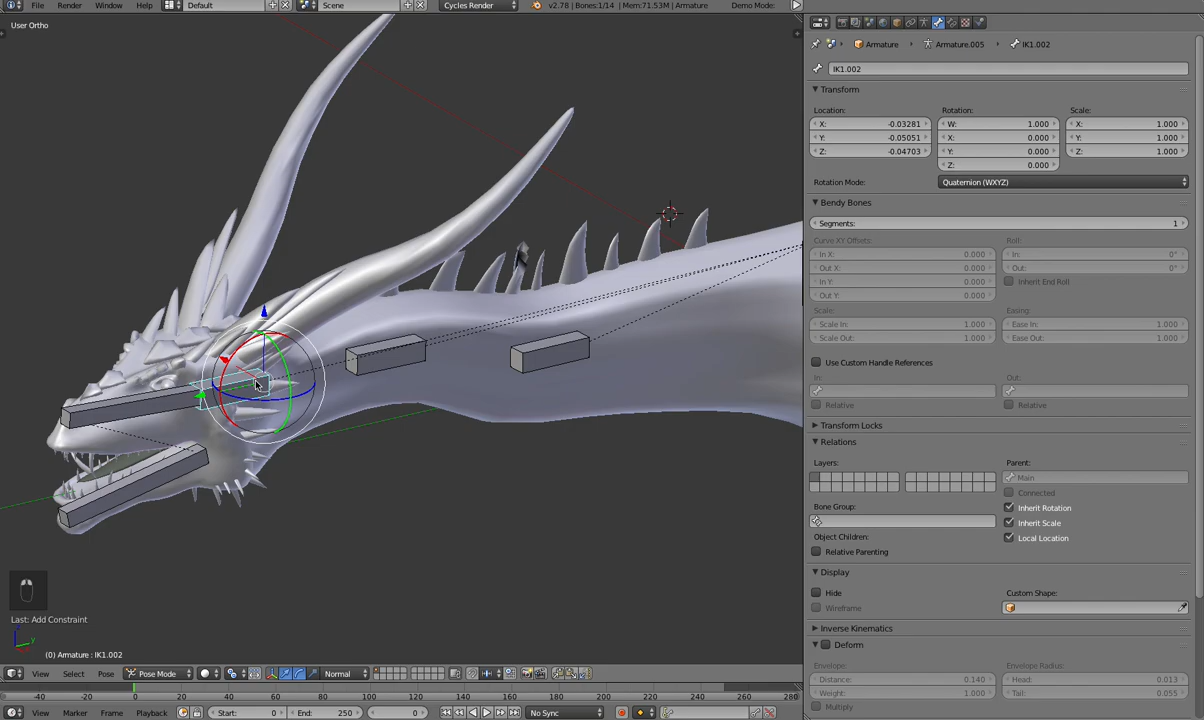 File Render Window Help Default Scene Cycles Render v2.78 | Bones:1/14 | Mem:71.53M | Armature Demo Mode:
User Ortho
Armature Armature.005 IK1.002
IK1.002
Transform
Location: Rotation: Scale:
X: -0.03281 W: 1.000 X: 1.000
Y: -0.05051 X: 0.000 Y: 1.000
Z: -0.04703 Y: 0.000 Z: 1.000
Z: 0.000
Rotation Mode: Quaternion (WXYZ)
Bendy Bones
Segments: 1
Curve XY Offsets: Roll:
In X: 0.000 In: 0°
Out X: 0.000 Out: 0°
In Y: 0.000 Inherit End Roll
Out Y: 0.000
Scale: Easing:
Scale In: 1.000 Ease In: 1.000
Scale Out: 1.000 Ease Out: 1.000
Use Custom Handle References
In: Out:
Relative Relative
Transform Locks
Relations
Layers: Parent:
Main
Connected
Bone Group: Inherit Rotation
Inherit Scale
Object Children: Local Location
Relative Parenting
Display
Hide Custom Shape:
Wireframe
Inverse Kinematics
Deform
Envelope: Envelope Radius:
Distance: 0.140 Head: 0.013
Weight: 1.000 Tail: 0.055
Multiply
Last: Add Constraint
z
y
(0) Armature : IK1.002
View Select Pose Pose Mode Normal
-40 -20 0 20 40 60 80 100 120 140 160 180 200 220 240 260 280
View Marker Frame Playback Start: 0 End: 250 0 No Sync